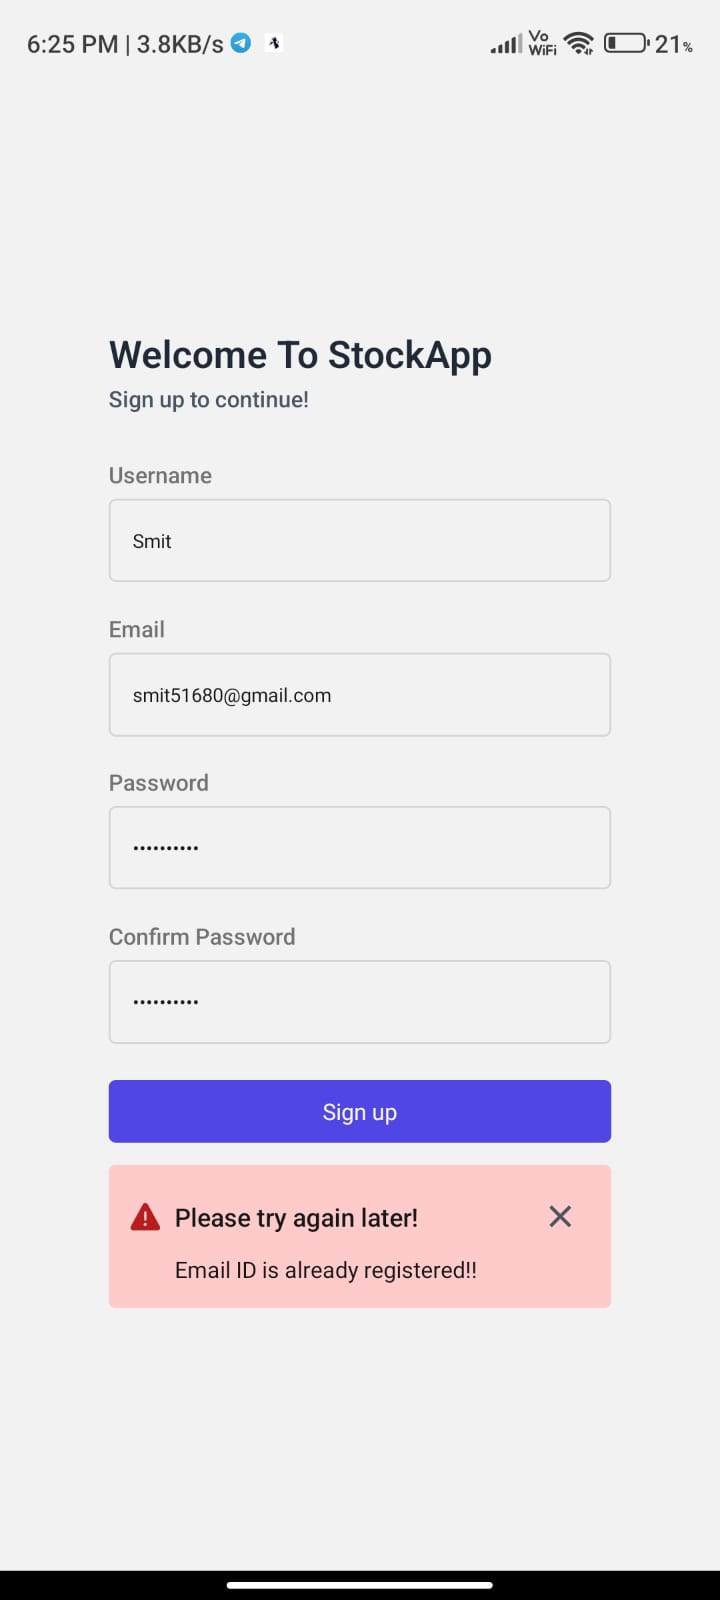 6:25 PM | 3.8KB/s Vo WiFi 21%
Welcome To StockApp
Sign up to continue!
Username
Smit
Email
smit51680@gmail.com
Password
••••••••••
Confirm Password
••••••••••
Sign up
Please try again later!
Email ID is already registered!!